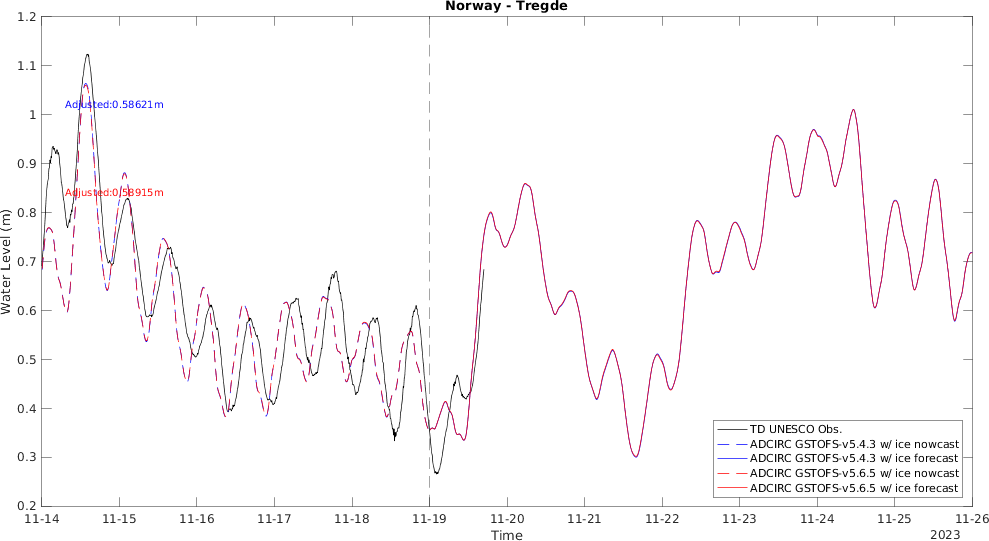 Norway - Tregde
1.2
1.1
1
0.9
0.8
0.7
0.6
0.5
0.4
0.3
0.2
Water Level (m)
Adjusted:0.58621m
Adjusted:0.58915m
TD UNESCO Obs.
ADCIRC GSTOFS-v5.4.3 w/ ice nowcast
ADCIRC GSTOFS-v5.4.3 w/ ice forecast
ADCIRC GSTOFS-v5.6.5 w/ ice nowcast
ADCIRC GSTOFS-v5.6.5 w/ ice forecast
11-14 11-15 11-16 11-17 11-18 11-19 11-20 11-21 11-22 11-23 11-24 11-25 11-26
Time
2023